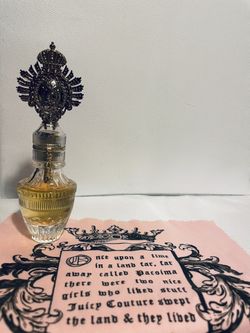 Once upon a time
in a land far, far
away called Pacoima
there were two nice
girls who liked stuff
Juicy Couture swept
the land & they lived